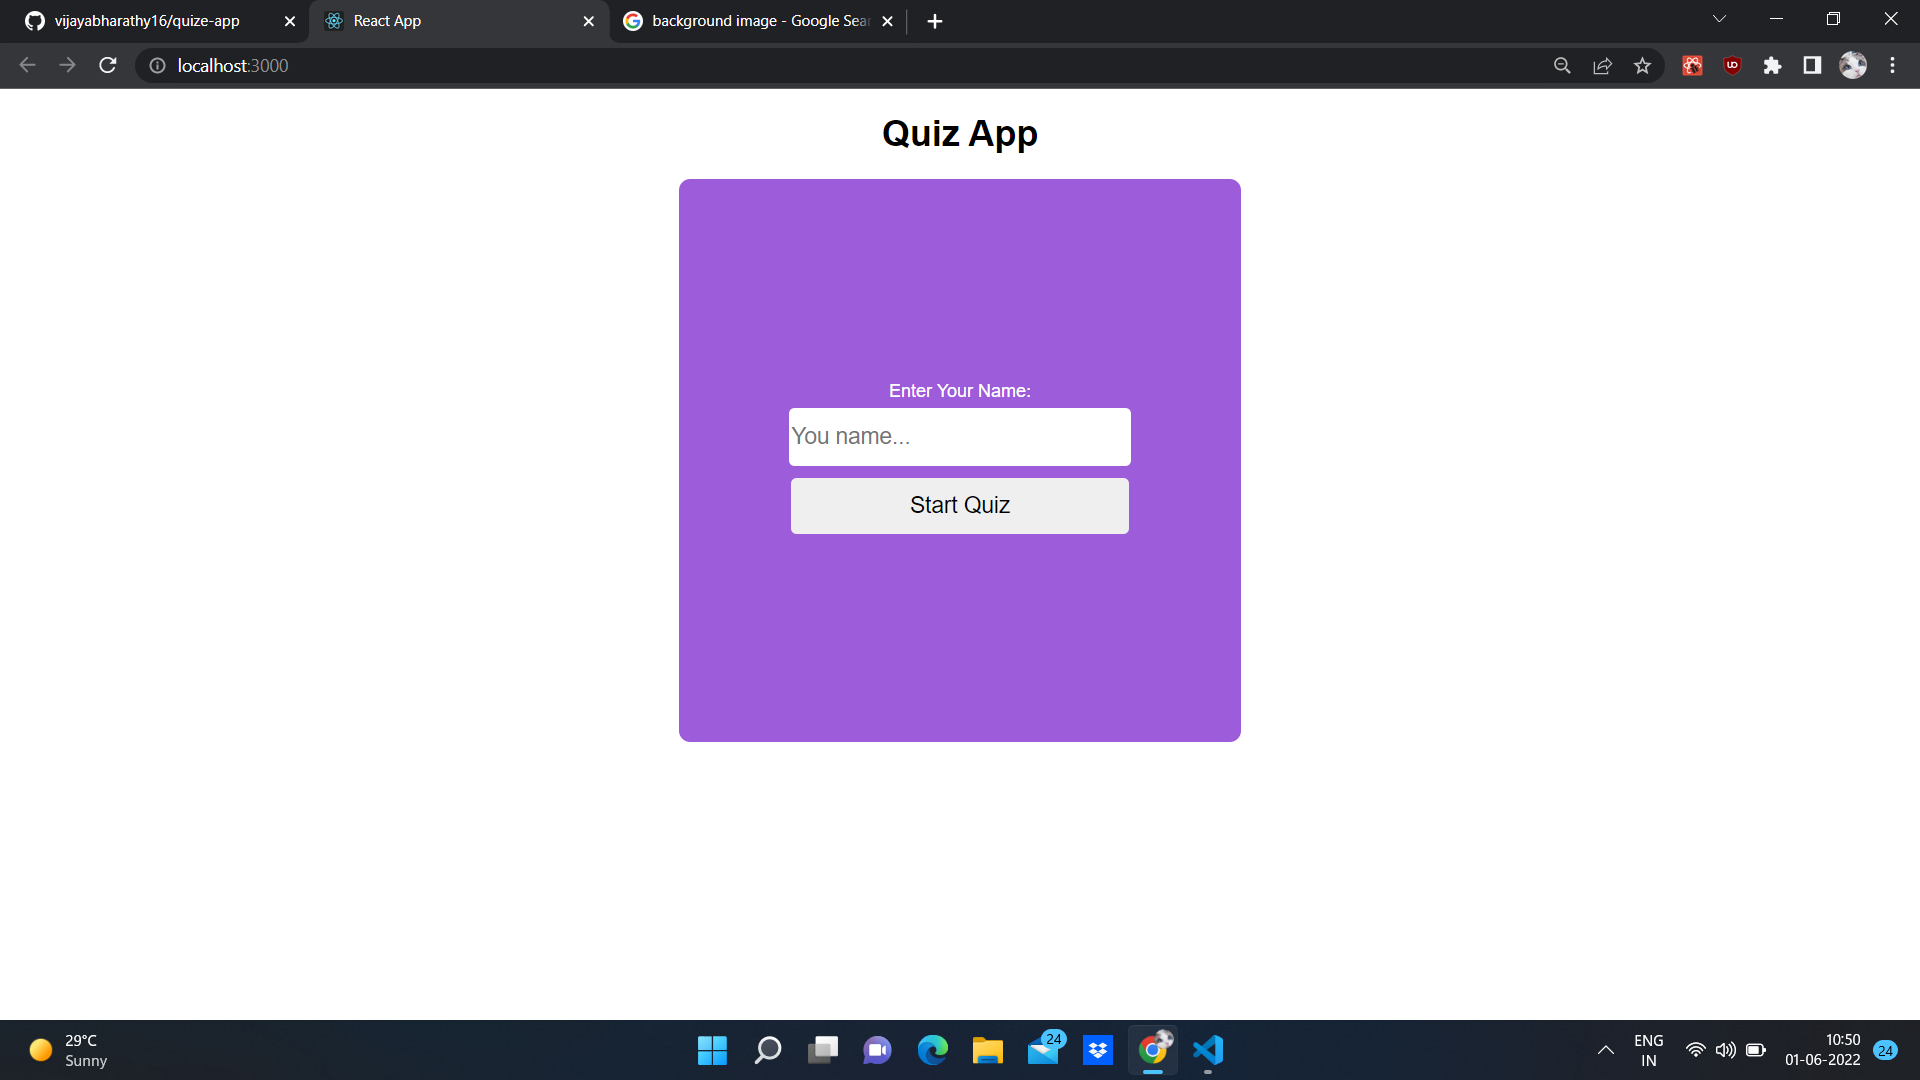 vijayabharathy16/quize-app
React App
background image - Google Sear
localhost:3000
Quiz App
Enter Your Name:
You name...
Start Quiz
29°C
Sunny
24
ENG
IN
10:50
01-06-2022
24